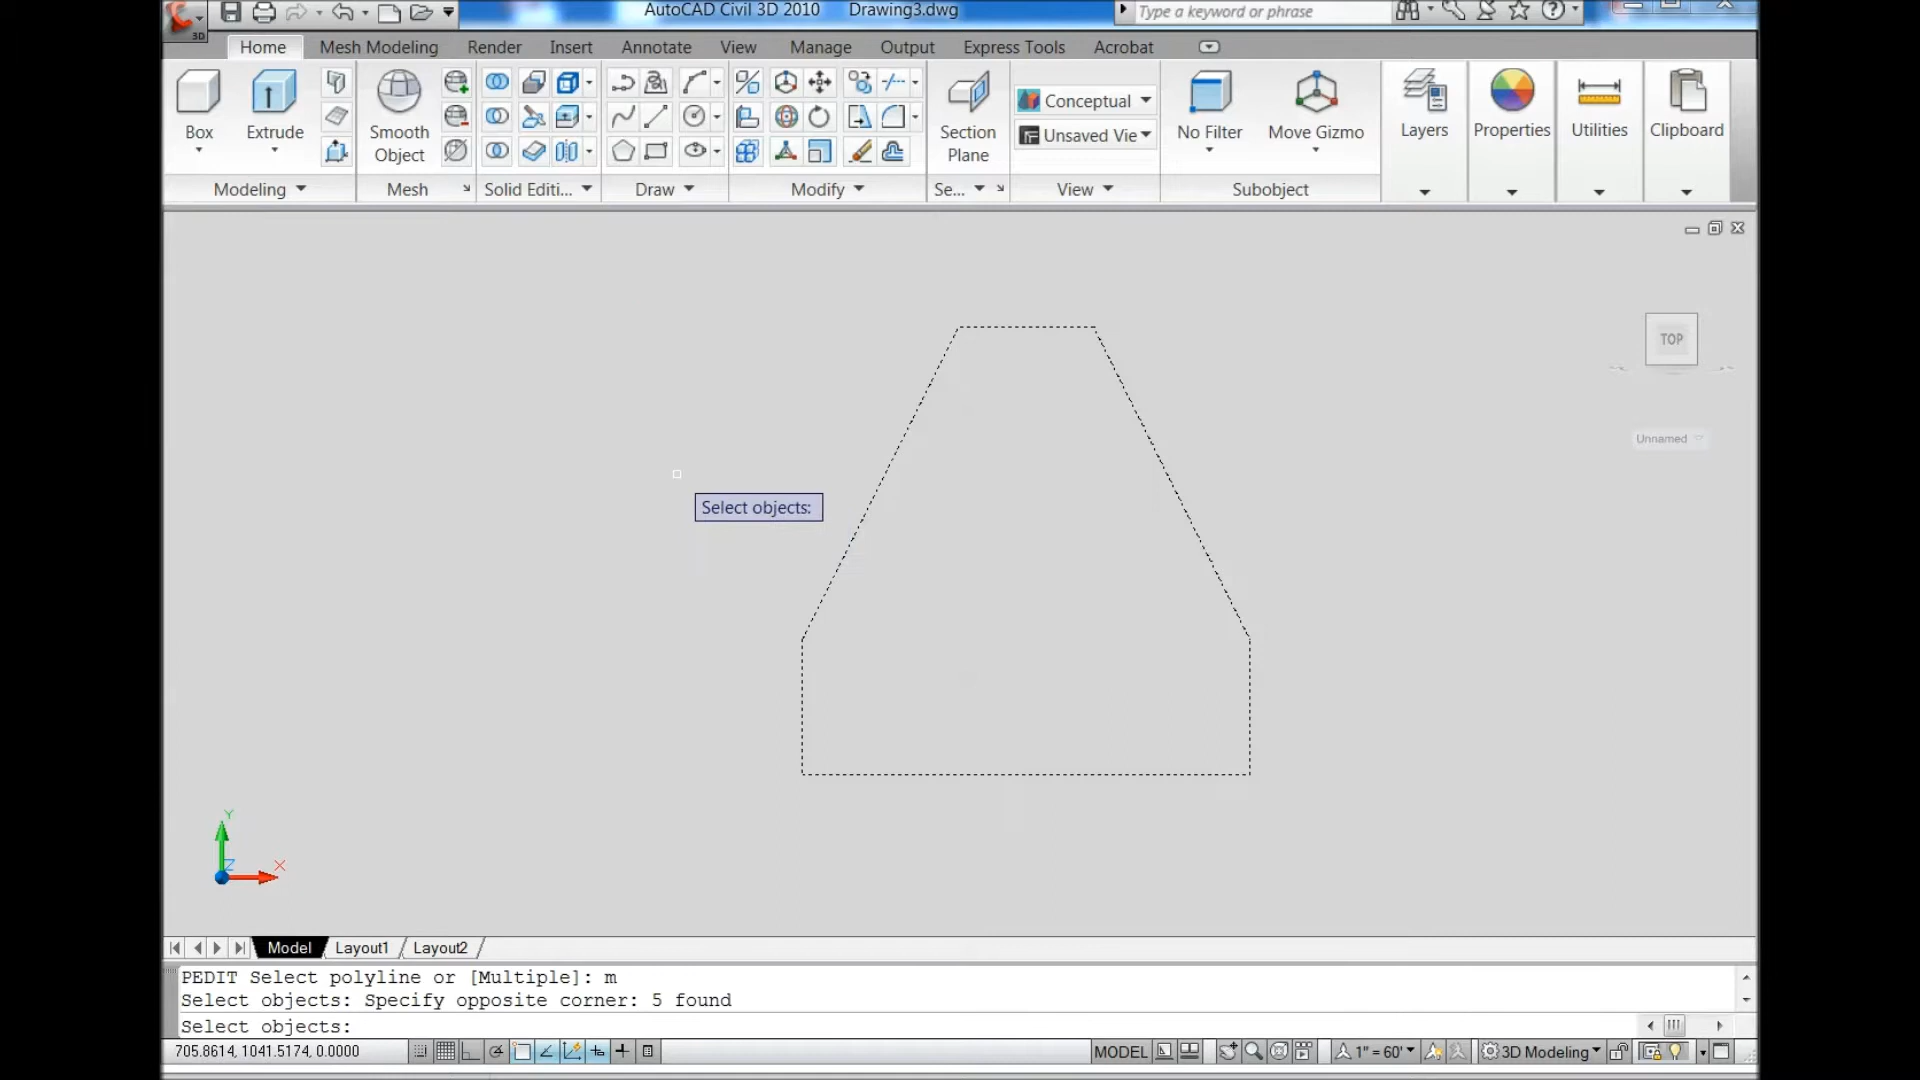 AutoCAD Civil 3D 2010 Drawing3.dwg
Type a keyword or phrase
3D
Home Mesh Modeling Render Insert Annotate View Manage Output Express Tools Acrobat
Box
Extrude
Smooth
Object
Section
Plane
Conceptual
Unsaved Vie
No Filter
Move Gizmo
Layers
Properties
Utilities
Clipboard
Modeling
Mesh
Solid Editi...
Draw
Modify
Se...
View
Subobject
TOP
Unnamed
Select objects:
Y
Z
X
Model Layout1 Layout2
PEDIT Select polyline or [Multiple]: m
Select objects: Specify opposite corner: 5 found
Select objects:
705.8614, 1041.5174, 0.0000
MODEL
1" = 60'
3D Modeling